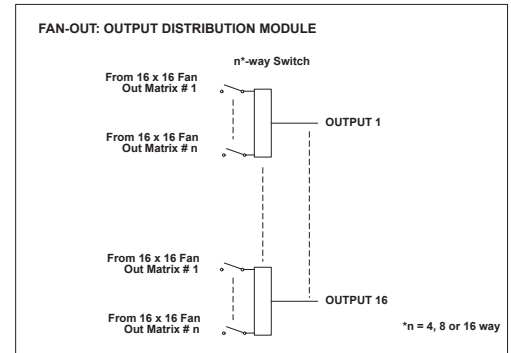 FAN-OUT: OUTPUT DISTRIBUTION MODULE
n*-way Switch
From 16 x 16 Fan
Out Matrix # 1
OUTPUT 1
From 16 x 16 Fan
Out Matrix # n
From 16 x 16 Fan
Out Matrix # 1
OUTPUT 16
From 16 x 16 Fan
Out Matrix # n
*n = 4, 8 or 16 way